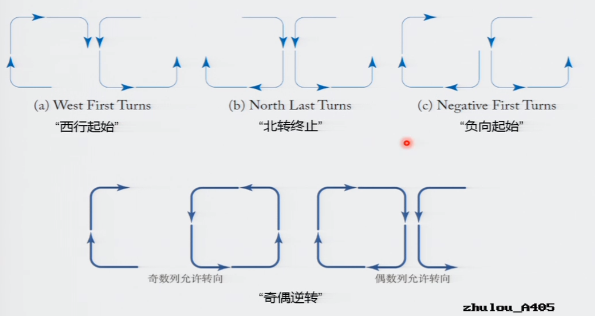 (a) West First Turns
(b) North Last Turns
(c) Negative First Turns
“西行起始”
“北转终止”
“负向起始”
奇数列允许转向
偶数列允许转向
“奇偶逆转”
zhulou_A405